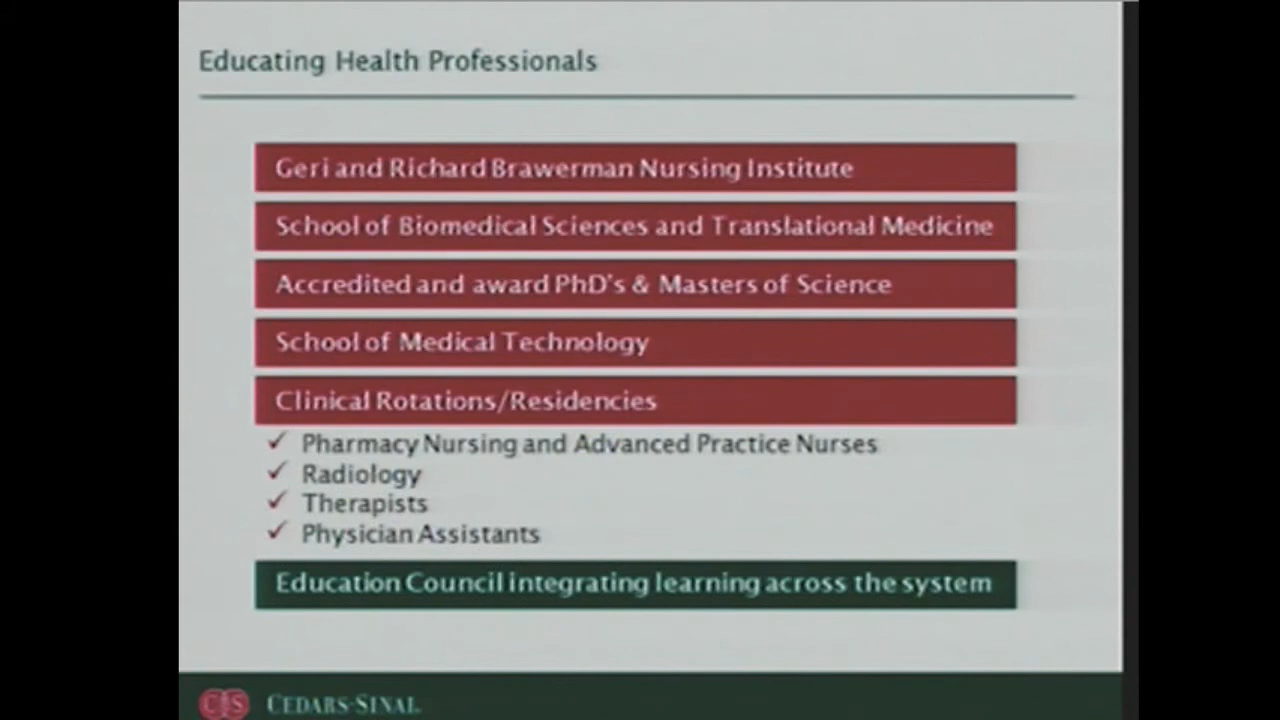 Educating Health Professionals
Geri and Richard Brawerman Nursing Institute
School of Biomedical Sciences and Translational Medicine
Accredited and award PhD's & Masters of Science
School of Medical Technology
Clinical Rotations/Residencies
✓ Pharmacy Nursing and Advanced Practice Nurses
✓ Radiology
✓ Therapists
✓ Physician Assistants
Education Council integrating learning across the system
CEDARS-SINAI.